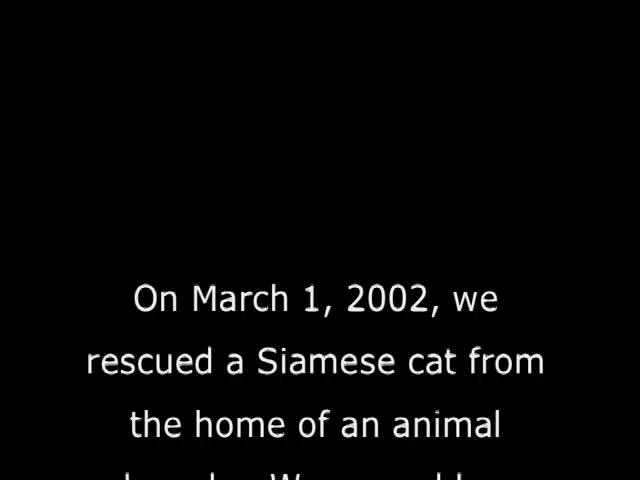 On March 1, 2002, we
rescued a Siamese cat from
the home of an animal